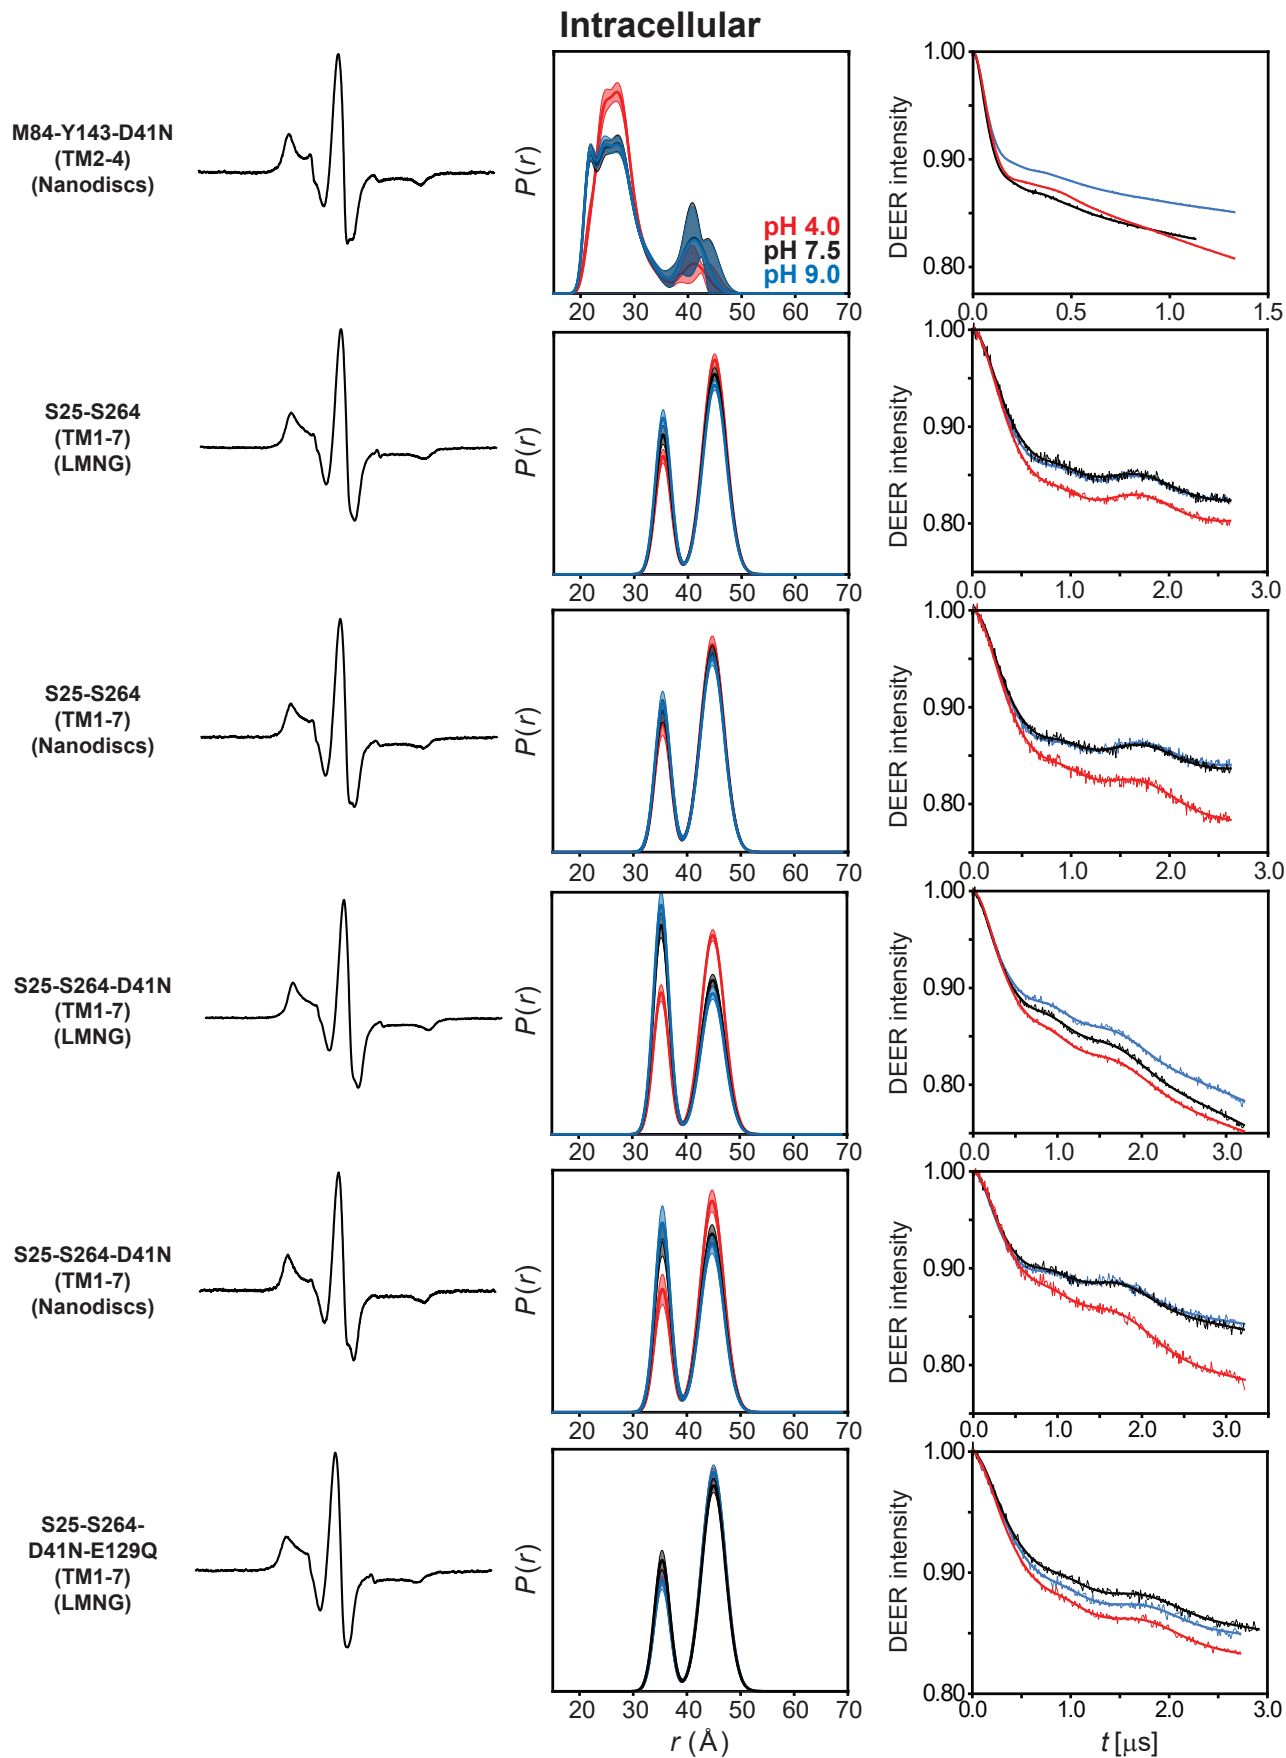 Intracellular
M84-Y143-D41N
(TM2-4)
(Nanodiscs)
P(r)
pH 4.0
pH 7.5
pH 9.0
20 30 40 50 60 70
DEER intensity
1.00
0.90
0.80
0.0 0.5 1.0 1.5
S25-S264
(TM1-7)
(LMNG)
P(r)
20 30 40 50 60 70
DEER intensity
1.00
0.90
0.80
0.0 1.0 2.0 3.0
S25-S264
(TM1-7)
(Nanodiscs)
P(r)
20 30 40 50 60 70
DEER intensity
1.00
0.90
0.80
0.0 1.0 2.0 3.0
S25-S264-D41N
(TM1-7)
(LMNG)
P(r)
20 30 40 50 60 70
DEER intensity
1.00
0.90
0.80
0.0 1.0 2.0 3.0
S25-S264-D41N
(TM1-7)
(Nanodiscs)
P(r)
20 30 40 50 60 70
DEER intensity
1.00
0.90
0.80
0.0 1.0 2.0 3.0
S25-S264-
D41N-E129Q
(TM1-7)
(LMNG)
P(r)
20 30 40 50 60 70
r (Å)
DEER intensity
1.00
0.90
0.80
0.0 1.0 2.0 3.0
t [μs]